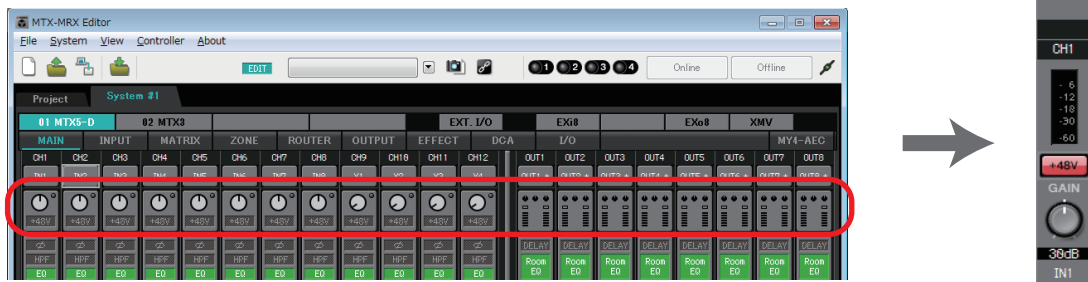 MTX-MRX Editor
File System View Controller About
EDIT 1 2 3 4 Online Offline
Project System #1
01 MTX5-D 02 MTX3 EXT. I/O EXi8 EXo8 XMV
MAIN INPUT MATRIX ZONE ROUTER OUTPUT EFFECT DCA I/O MY4-AEC
CH1 CH2 CH3 CH4 CH5 CH6 CH7 CH8 CH9 CH10 CH11 CH12 OUT1 OUT2 OUT3 OUT4 OUT5 OUT6 OUT7 OUT8
+48V +48V +48V +48V +48V +48V +48V +48V +48V +48V +48V +48V
Ø Ø Ø Ø Ø Ø Ø Ø Ø Ø Ø Ø DELAY DELAY DELAY DELAY DELAY DELAY DELAY DELAY
HPF HPF HPF HPF HPF HPF HPF HPF HPF HPF HPF HPF Room Room Room Room Room Room Room Room
EQ EQ EQ EQ EQ EQ EQ EQ EQ EQ EQ EQ EQ EQ EQ EQ EQ EQ EQ EQ
CH1
- 6
-12
-18
-30
-60
+48V
GAIN
30dB
IN1